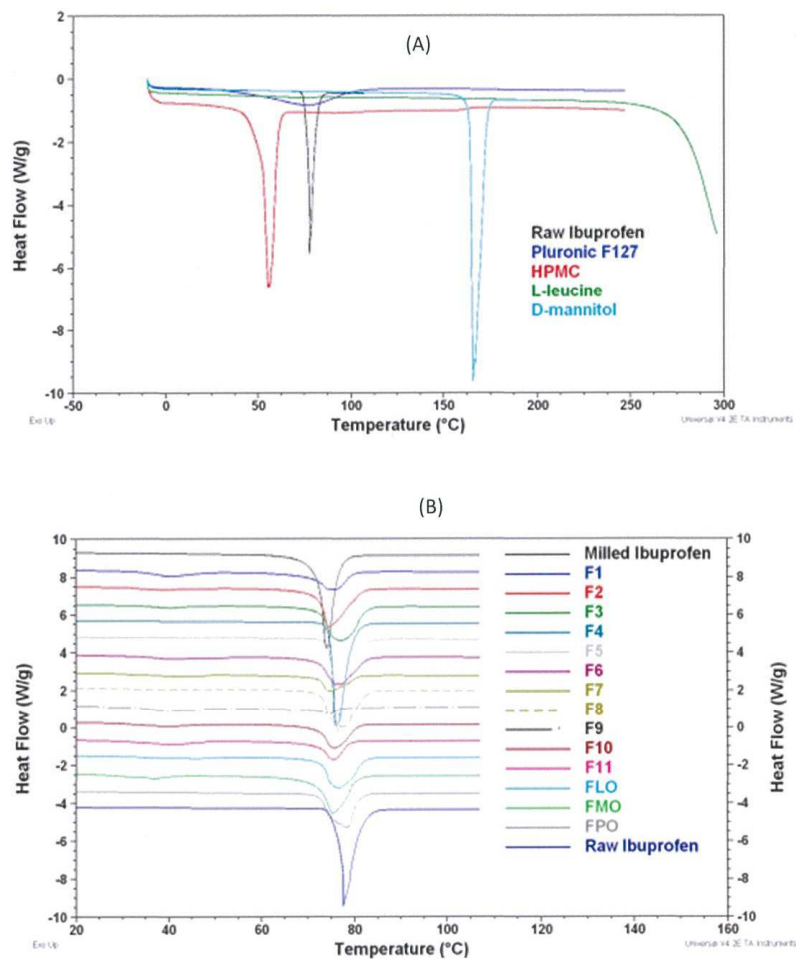 (A)
2
0
-2
-4
-6
-8
-10
Heat Flow (W/g)
Raw Ibuprofen
Pluronic F127
HPMC
L-leucine
D-mannitol
-50
0
50
100
150
200
250
300
Exo Up
Temperature (°C)
Universal V4 2E TA Instruments
(B)
10
8
6
4
2
0
-2
-4
-6
-8
-10
Heat Flow (W/g)
Milled Ibuprofen
F1
F2
F3
F4
F5
F6
F7
F8
F9
F10
F11
FLO
FMO
FPO
Raw Ibuprofen
10
8
6
4
2
0
-2
-4
-6
-8
-10
Heat Flow (W/g)
20
40
60
80
100
120
140
160
Exo Up
Temperature (°C)
Universal V4 2E TA Instruments